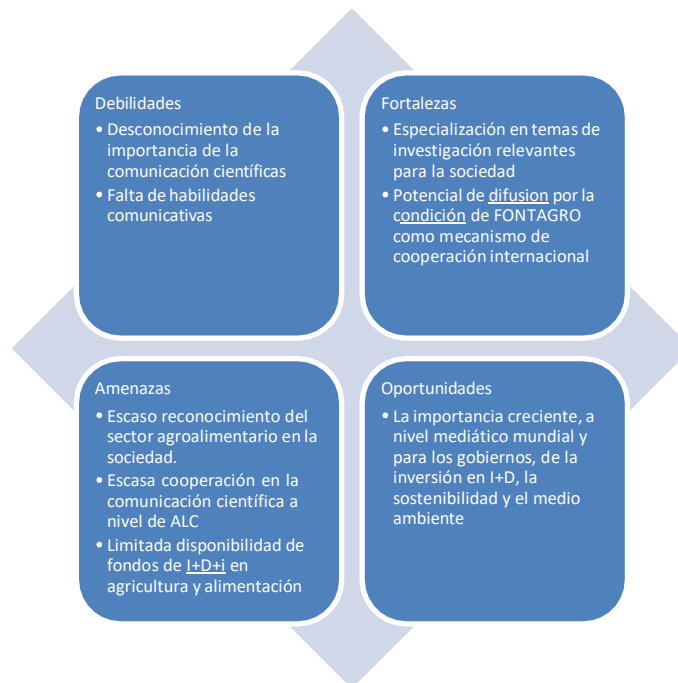 Debilidades
• Desconocimiento de la
importancia de la
comunicación científicas
• Falta de habilidades
comunicativas
Fortalezas
• Especialización en temas de
investigación relevantes
para la sociedad
• Potencial de difusion por la
condición de FONTAGRO
como mecanismo de
cooperación internacional
Amenazas
• Escaso reconocimiento del
sector agroalimentario en la
sociedad.
• Escasa cooperación en la
comunicación científica a
nivel de ALC
• Limitada disponibilidad de
fondos de I+D+i en
agricultura y alimentación
Oportunidades
• La importancia creciente, a
nivel mediático mundial y
para los gobiernos, de la
inversión en I+D, la
sostenibilidad y el medio
ambiente